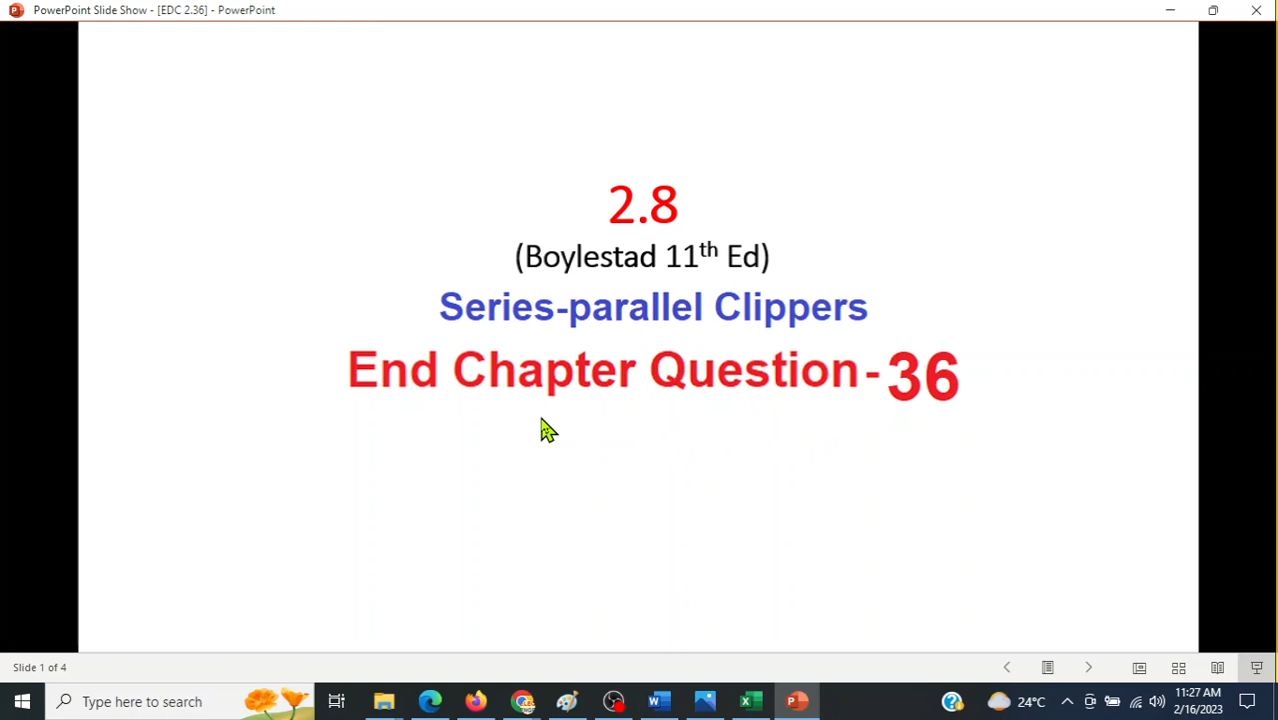 PowerPoint Slide Show - [EDC 2.36] - PowerPoint
2.8
(Boylestad 11th Ed)
Series-parallel Clippers
End Chapter Question - 36
Slide 1 of 4
Type here to search
24°C
11:27 AM
2/16/2023